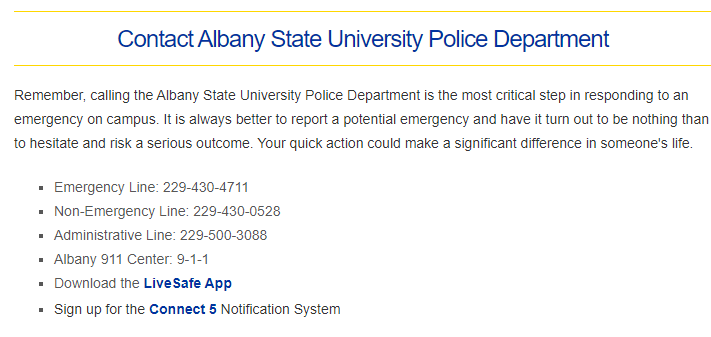 Contact Albany State University Police Department
Remember, calling the Albany State University Police Department is the most critical step in responding to an
emergency on campus. It is always better to report a potential emergency and have it turn out to be nothing than
to hesitate and risk a serious outcome. Your quick action could make a significant difference in someone's life.
Emergency Line: 229-430-4711
Non-Emergency Line: 229-430-0528
Administrative Line: 229-500-3088
Albany 911 Center: 9-1-1
Download the LiveSafe App
Sign up for the Connect 5 Notification System